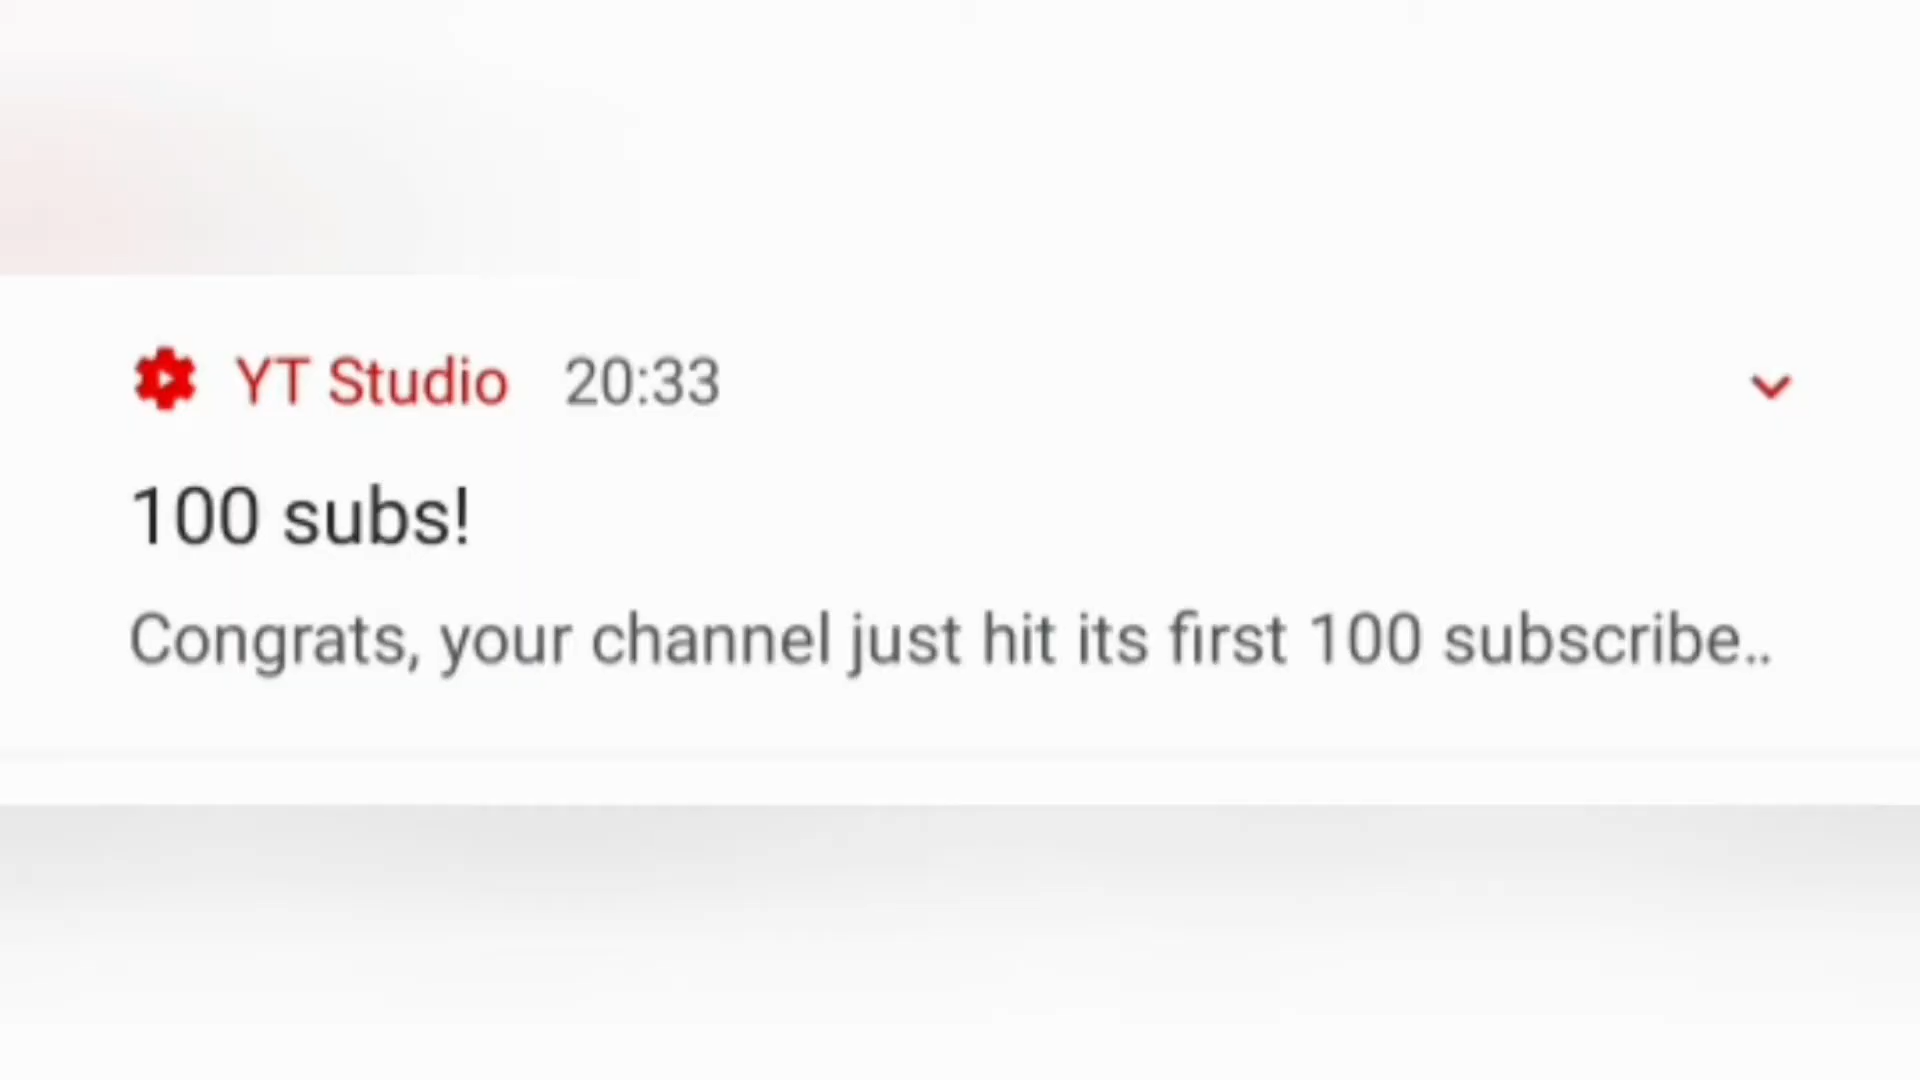 YT Studio 20:33
100 subs!
Congrats, your channel just hit its first 100 subscribe..